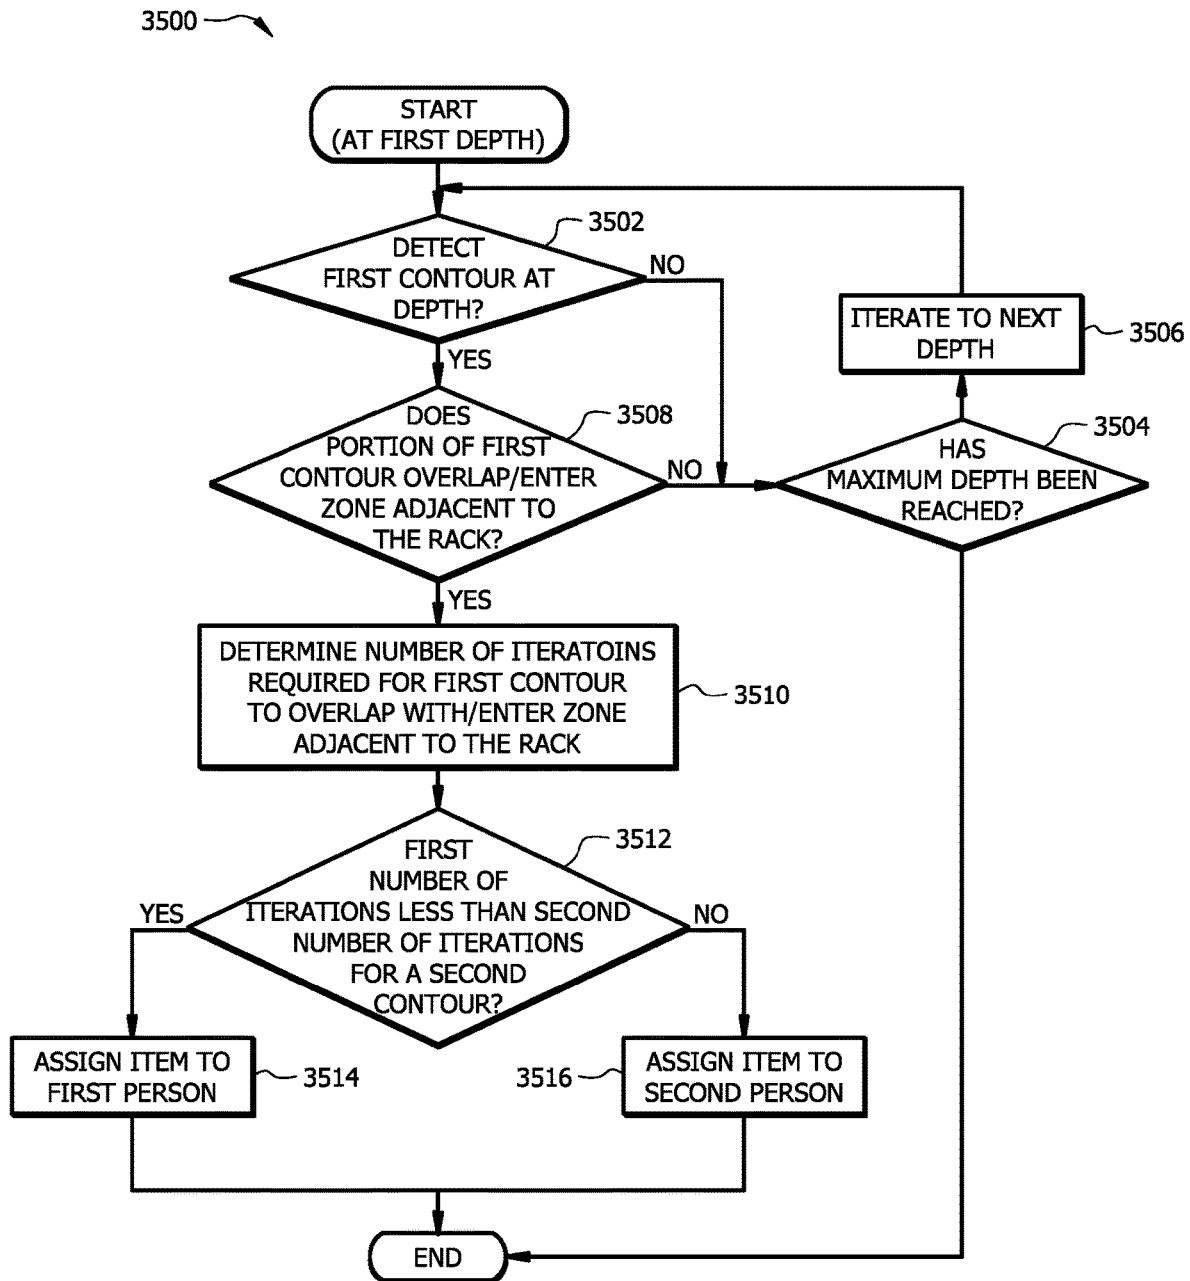 3500
START
(AT FIRST DEPTH)
3502
DETECT
FIRST CONTOUR AT
DEPTH?
NO
YES
ITERATE TO NEXT
DEPTH
3506
3508
DOES
PORTION OF FIRST
CONTOUR OVERLAP/ENTER
ZONE ADJACENT TO
THE RACK?
NO
YES
3504
HAS
MAXIMUM DEPTH BEEN
REACHED?
DETERMINE NUMBER OF ITERATOINS
REQUIRED FOR FIRST CONTOUR
TO OVERLAP WITH/ENTER ZONE
ADJACENT TO THE RACK
3510
3512
FIRST
NUMBER OF
ITERATIONS LESS THAN SECOND
NUMBER OF ITERATIONS
FOR A SECOND
CONTOUR?
YES
NO
ASSIGN ITEM TO
FIRST PERSON
3514
3516
ASSIGN ITEM TO
SECOND PERSON
END